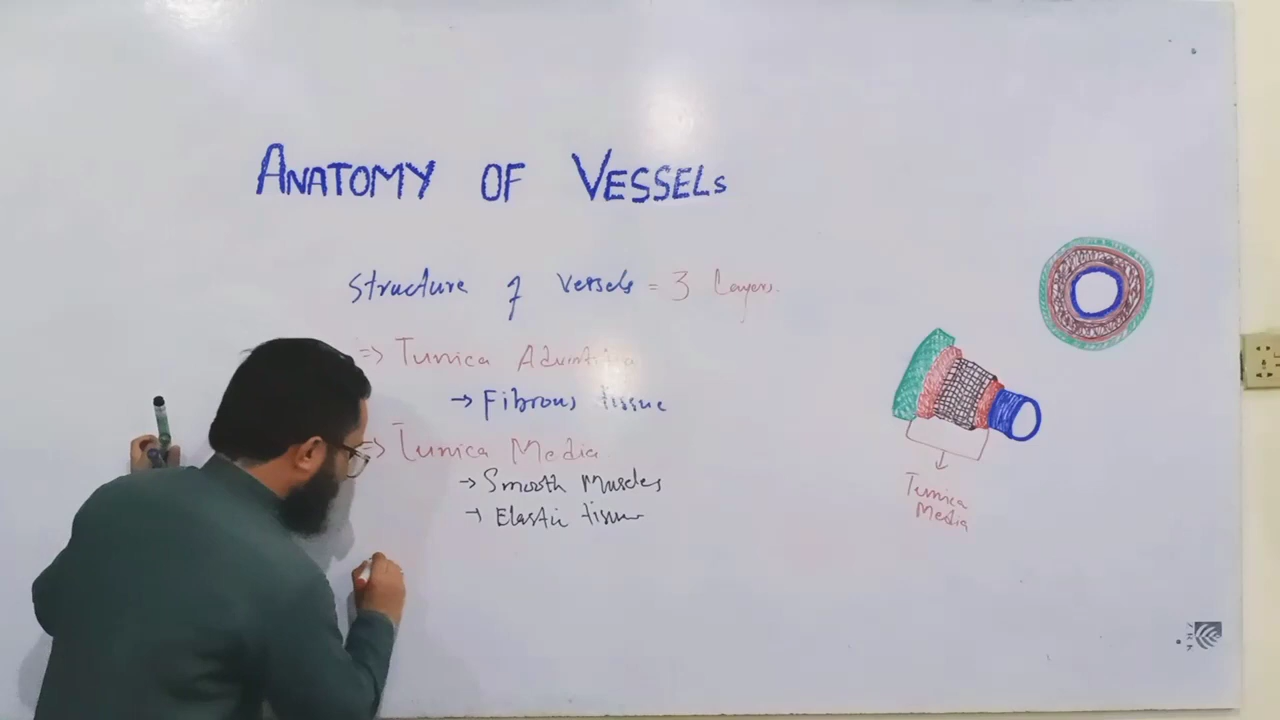 ANATOMY OF VESSELS
Structure of Vessels = 3 Layers.
=> Tunica Adventitia
→ Fibrous tissue
=> Tunica Media
→ Smooth Muscles
→ Elastic tissue
Tunica
Media